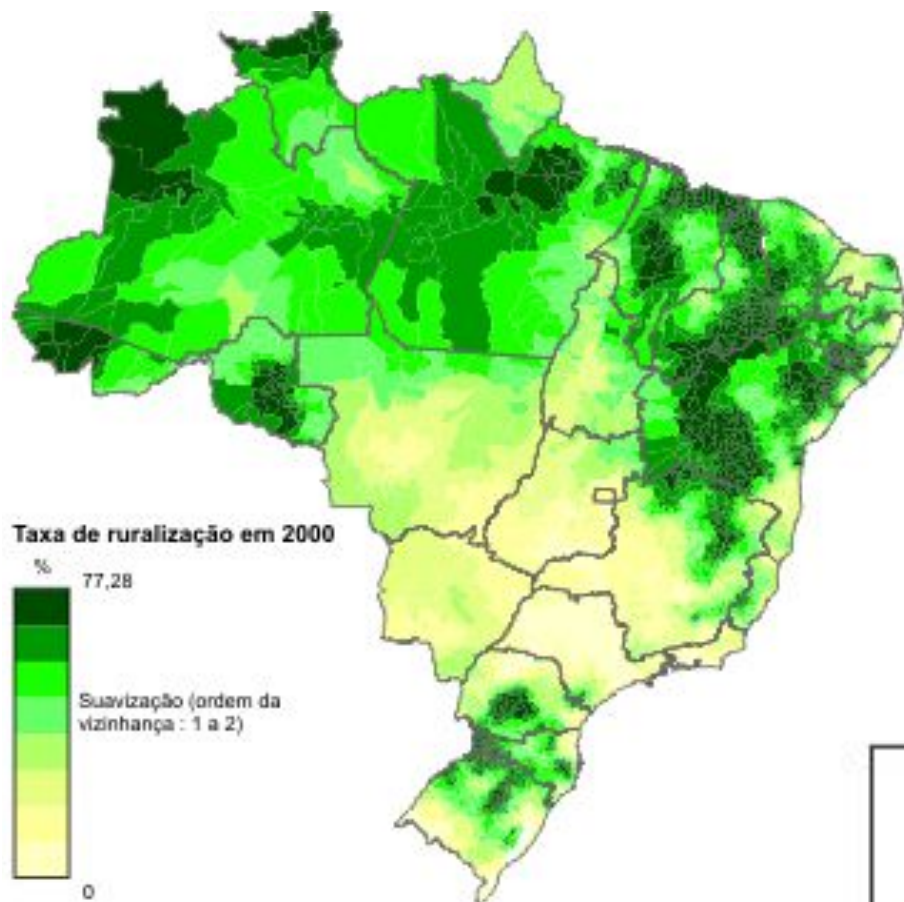 Taxa de ruralização em 2000
%
77,28
Suavização (ordem da
vizinhança : 1 a 2)
0